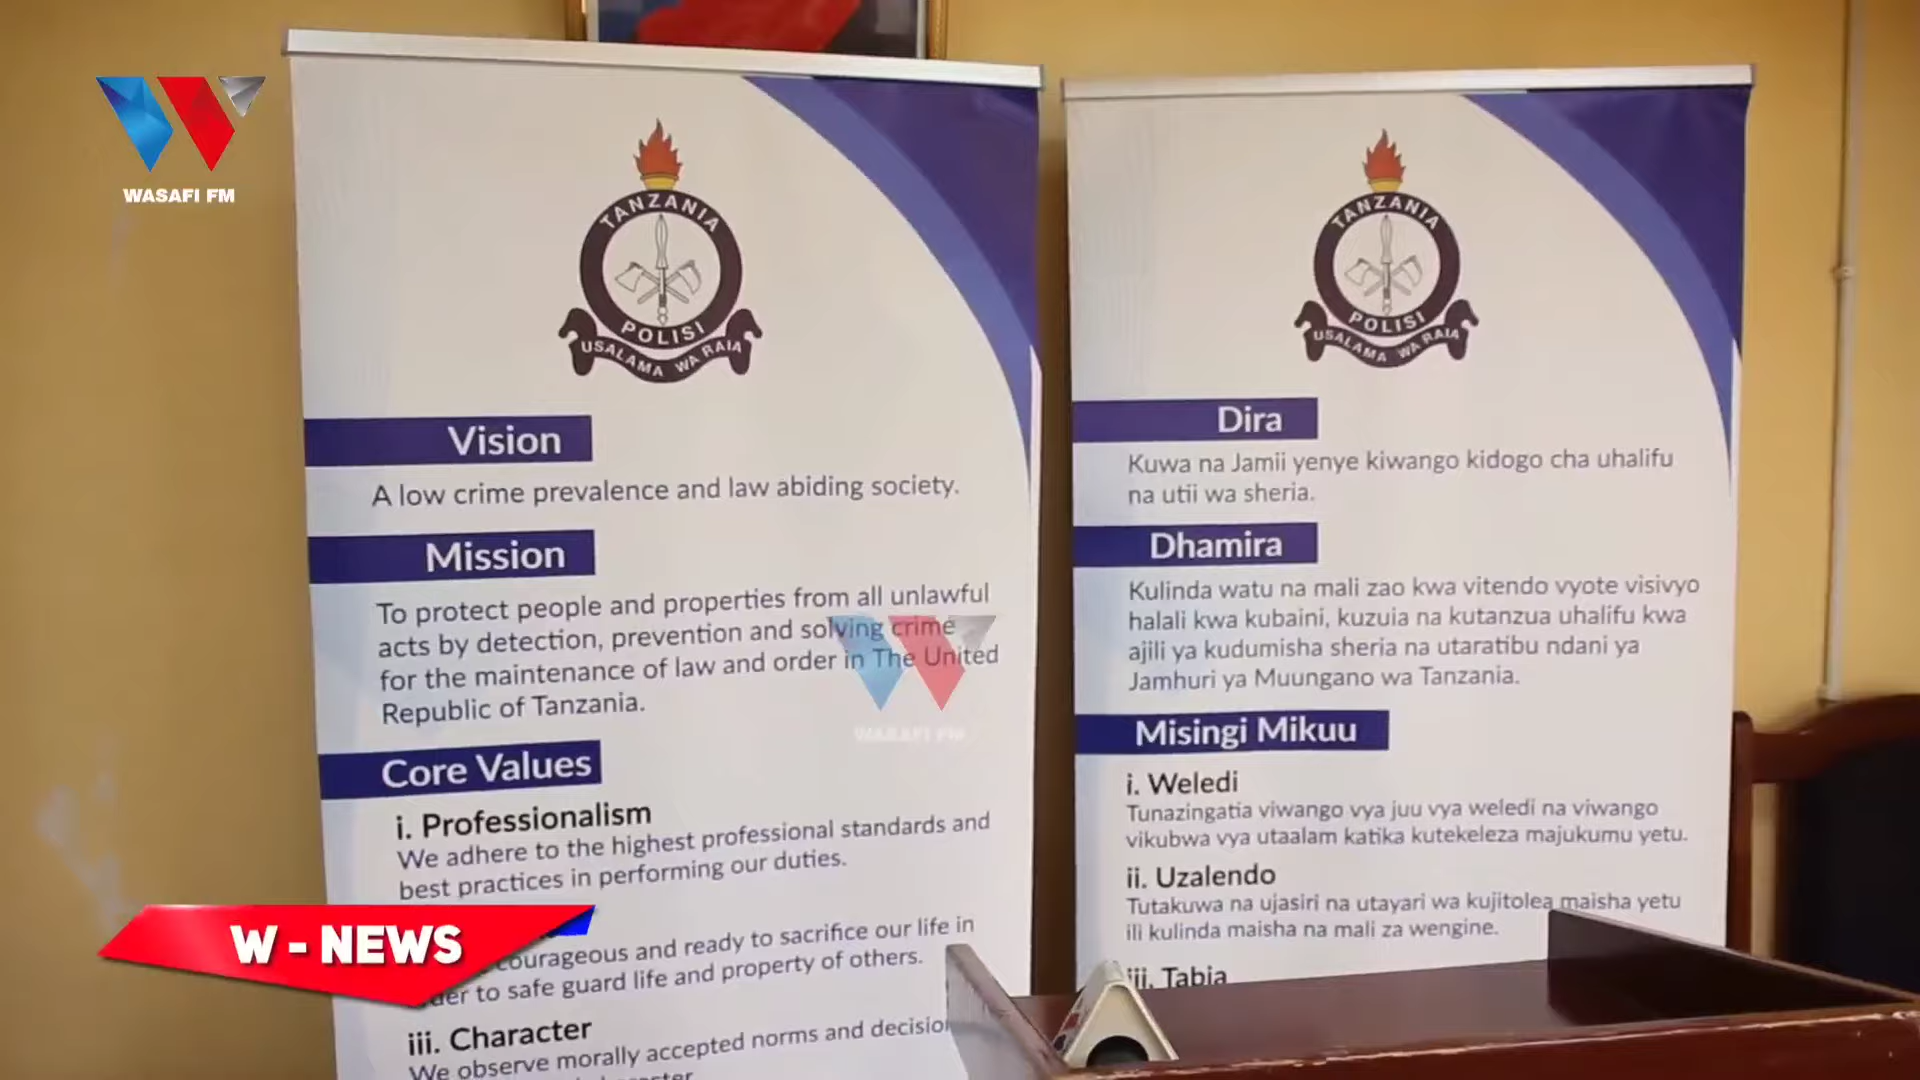 WASAFI FM
TANZANIA
POLISI
USALAMA WA RAIA
Vision
A low crime prevalence and law abiding society.
Mission
To protect people and properties from all unlawful
acts by detection, prevention and solving crime
for the maintenance of law and order in The United
Republic of Tanzania.
Core Values
i. Professionalism
We adhere to the highest professional standards and
best practices in performing our duties.
courageous and ready to sacrifice our life in
to safe guard life and property of others.
iii. Character
We observe morally accepted norms and
TANZANIA
POLISI
USALAMA WA RAIA
Dira
Kuwa na Jamii yenye kiwango kidogo cha uhalifu
na utii wa sheria.
Dhamira
Kulinda watu na mali zao kwa vitendo vyote visivyo
halali kwa kubaini, kuzuia na kutanzua uhalifu kwa
ajili ya kudumisha sheria na utaratibu ndani ya
Jamhuri ya Muungano wa Tanzania.
Misingi Mikuu
i. Weledi
Tunazingatia viwango vya juu vya weledi na viwango
vikubwa vya utaalam katika kutekeleza majukumu yetu.
ii. Uzalendo
Tutakuwa na ujasiri na utayari wa kujitolea maisha yetu
ili kulinda maisha na mali za wengine.
iii. Tabia
WASAFI FM
W - NEWS